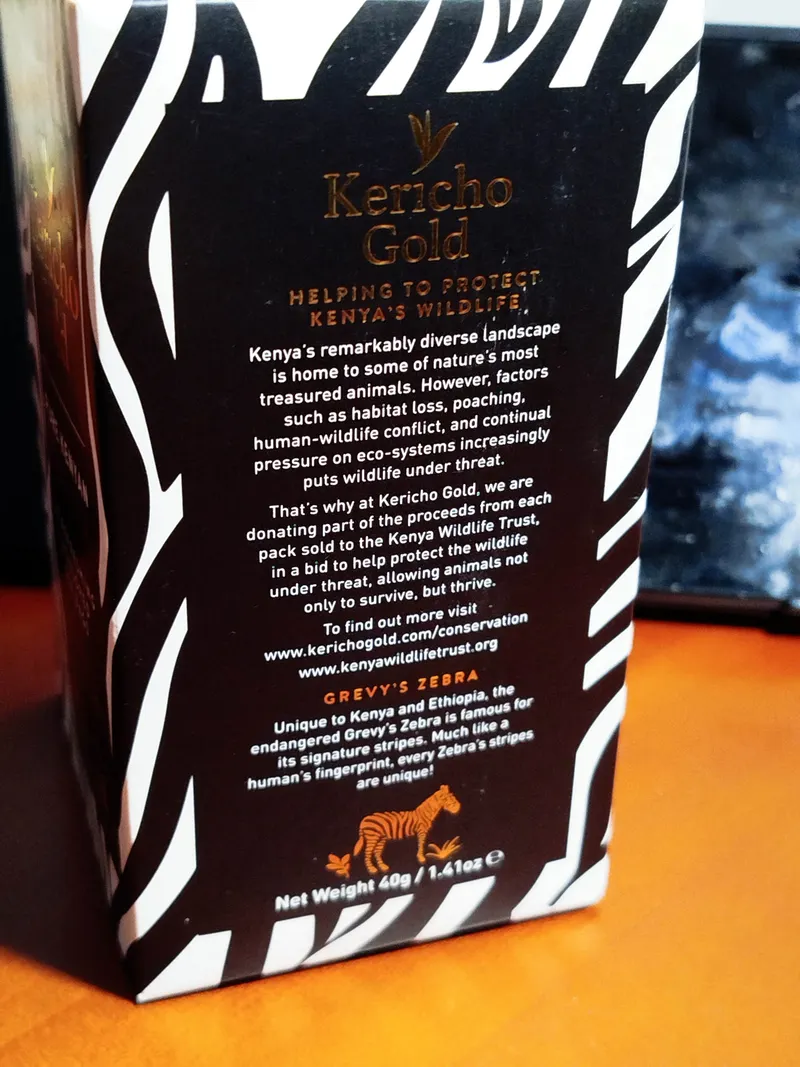 Kericho
Gold
HELPING TO PROTECT
KENYA'S WILDLIFE
Kenya's remarkably diverse landscape
is home to some of nature's most
treasured animals. However, factors
such as habitat loss, poaching,
human-wildlife conflict, and continual
pressure on eco-systems increasingly
puts wildlife under threat.
That's why at Kericho Gold, we are
donating part of the proceeds from each
pack sold to the Kenya Wildlife Trust,
in a bid to help protect the wildlife
under threat, allowing animals not
only to survive, but thrive.
To find out more visit
www.kerichogold.com/conservation
www.kenyawildlifetrust.org
GREVY'S ZEBRA
Unique to Kenya and Ethiopia, the
endangered Grevy's Zebra is famous for
its signature stripes. Much like a
human's fingerprint, every Zebra's stripes
are unique!
Net Weight 40g / 1.41oz ℮